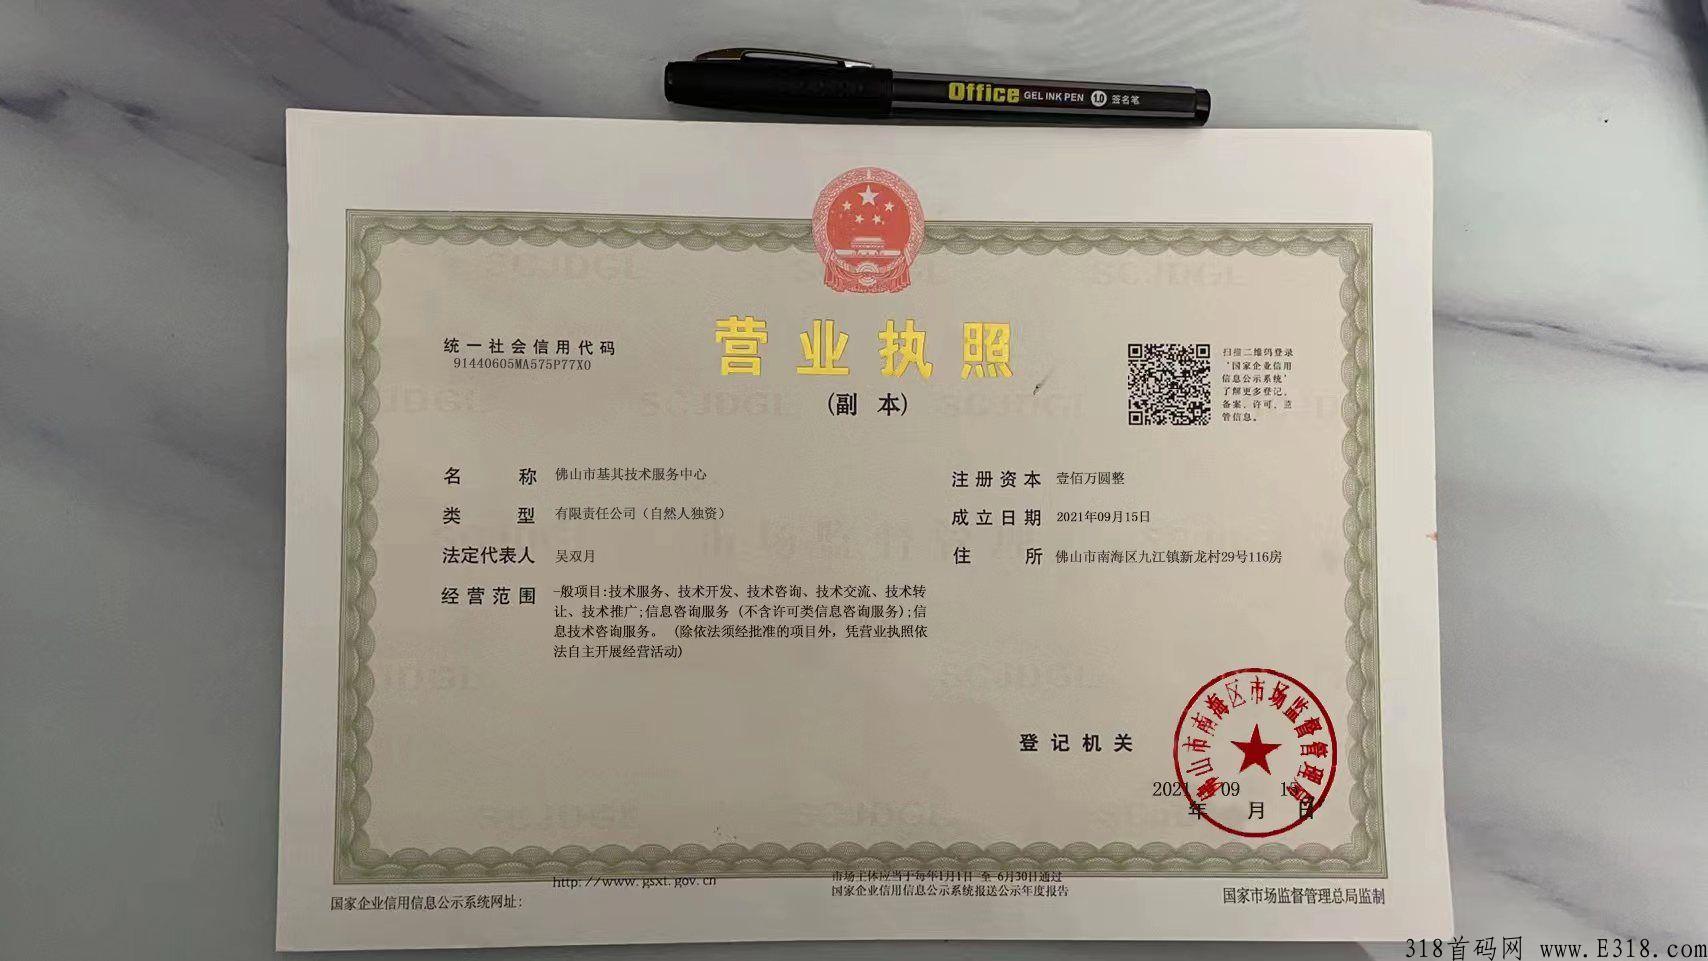 Office GEL INK PEN 1.0 签名笔
统一社会信用代码
91440605MA575P77X0
营业执照
(副 本)
扫描二维码登录
‘国家企业信用
信息公示系统’
了解更多登记、
备案、许可、监
管信息。
名 称 佛山市基其技术服务中心
类 型 有限责任公司（自然人独资）
法定代表人 吴双月
经营范围 一般项目:技术服务、技术开发、技术咨询、技术交流、技术转
让、技术推广;信息咨询服务 (不含许可类信息咨询服务);信
息技术咨询服务。 (除依法须经批准的项目外，凭营业执照依
法自主开展经营活动)
注册资本 壹佰万圆整
成立日期 2021年09月15日
住 所 佛山市南海区九江镇新龙村29号116房
登记机关
佛山市南海区市场监督管理局
2021 09 15
年 月 日
国家企业信用信息公示系统网址:
http://www.gsxt.gov.cn
市场主体应当于每年1月1日 至 6月30日通过
国家企业信用信息公示系统报送公示年度报告
国家市场监督管理总局监制
318首码网 www.E318.com